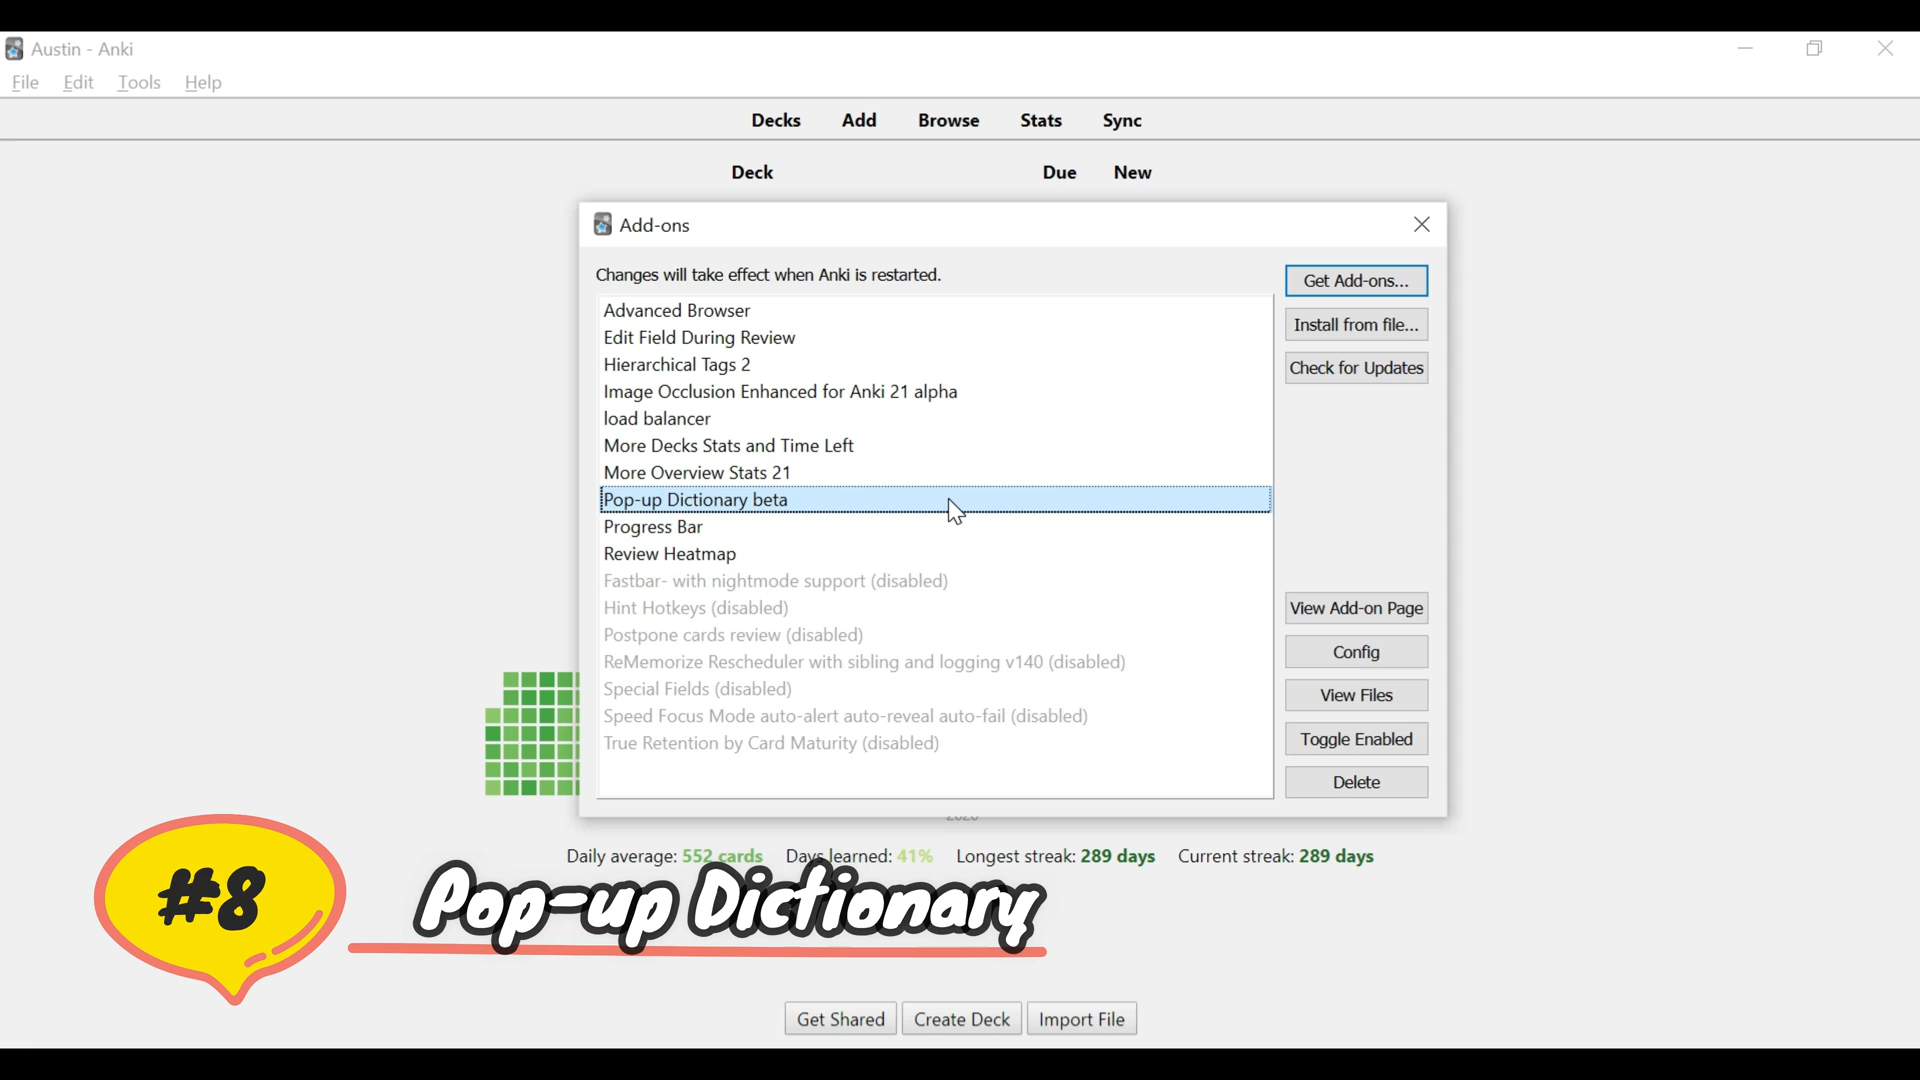 Austin - Anki
File Edit Tools Help
Decks Add Browse Stats Sync
Deck Due New
Add-ons
Changes will take effect when Anki is restarted.
Get Add-ons...
Advanced Browser
Install from file...
Edit Field During Review
Hierarchical Tags 2
Check for Updates
Image Occlusion Enhanced for Anki 21 alpha
load balancer
More Decks Stats and Time Left
More Overview Stats 21
Pop-up Dictionary beta
Progress Bar
Review Heatmap
Fastbar- with nightmode support (disabled)
Hint Hotkeys (disabled)
View Add-on Page
Postpone cards review (disabled)
Config
ReMemorize Rescheduler with sibling and logging v140 (disabled)
Special Fields (disabled)
View Files
Speed Focus Mode auto-alert auto-reveal auto-fail (disabled)
Toggle Enabled
True Retention by Card Maturity (disabled)
Delete
Daily average: 552 cards Days learned: 41% Longest streak: 289 days Current streak: 289 days
#8 Pop-up Dictionary
Get Shared Create Deck Import File